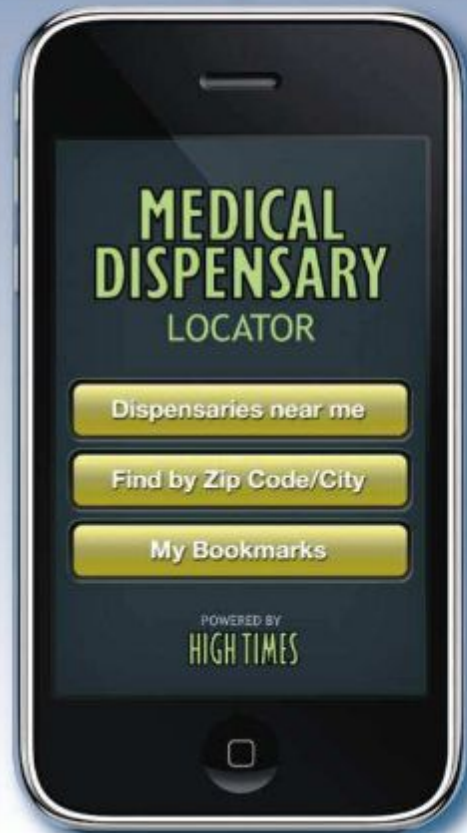 MEDICAL
DISPENSARY
LOCATOR
Dispensaries near me
Find by Zip Code/City
My Bookmarks
POWERED BY
HIGH TIMES